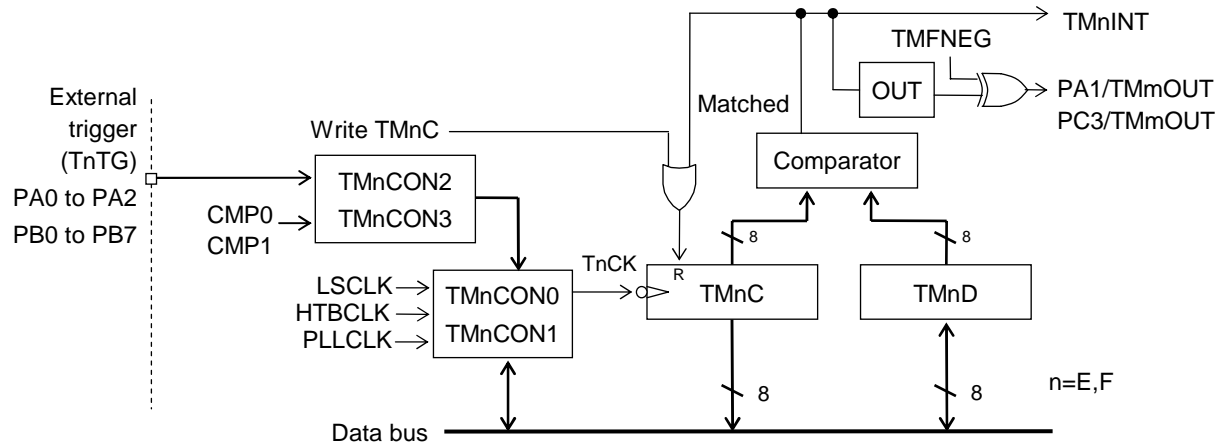 TMnINT
TMFNEG
OUT
PA1/TMmOUT
PC3/TMmOUT
External
trigger
(TnTG)
PA0 to PA2
PB0 to PB7
Matched
Write TMnC
Comparator
TMnCON2
TMnCON3
CMP0
CMP1
8
8
TnCK
R
LSCLK
HTBCLK
PLLCLK
TMnCON0
TMnCON1
TMnC
TMnD
8
8
n=E,F
Data bus